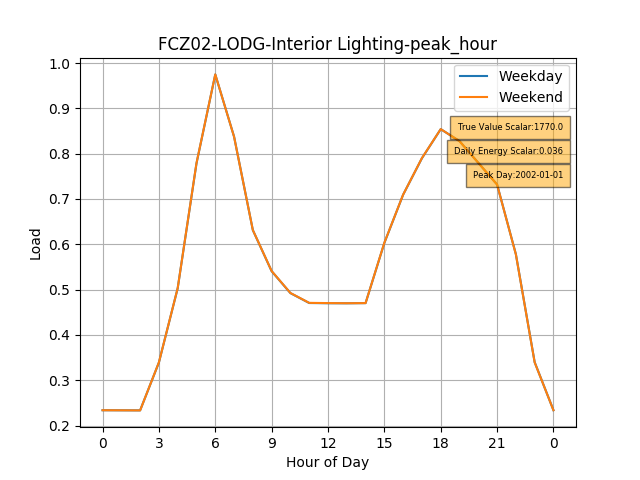 FCZ02-LODG-Interior Lighting-peak_hour
Weekday
Weekend
True Value Scalar:1770.0
Daily Energy Scalar:0.036
Peak Day:2002-01-01
Load
1.0
0.9
0.8
0.7
0.6
0.5
0.4
0.3
0.2
0 3 6 9 12 15 18 21 0
Hour of Day